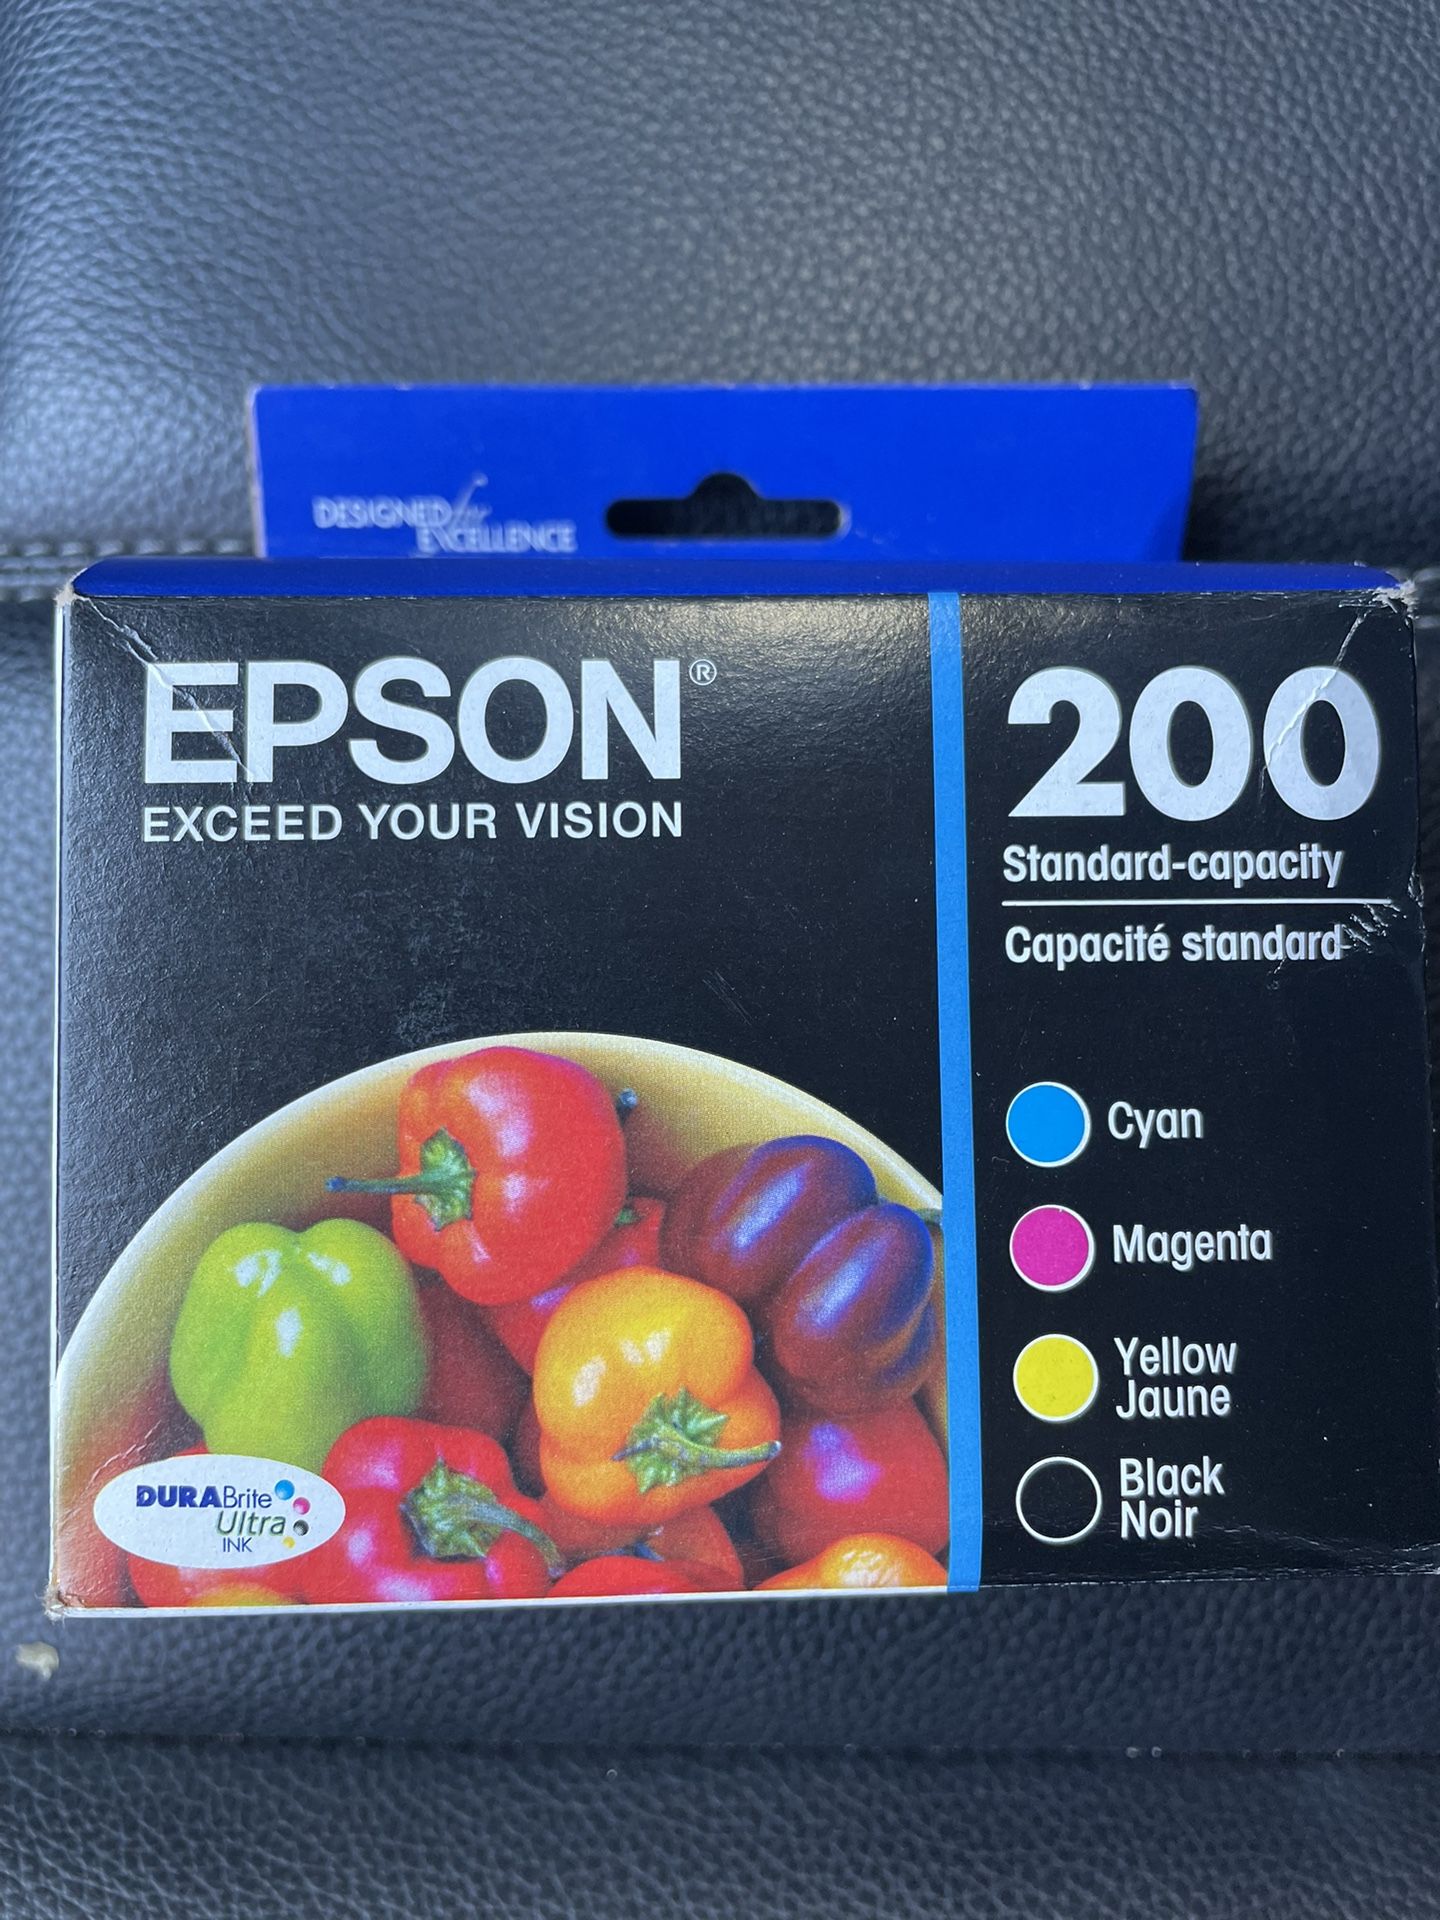 DESIGNED for
EXCELLENCE
EPSON®
EXCEED YOUR VISION
200
Standard-capacity
Capacité standard
Cyan
Magenta
Yellow
Jaune
Black
Noir
DURABrite
Ultra
INK